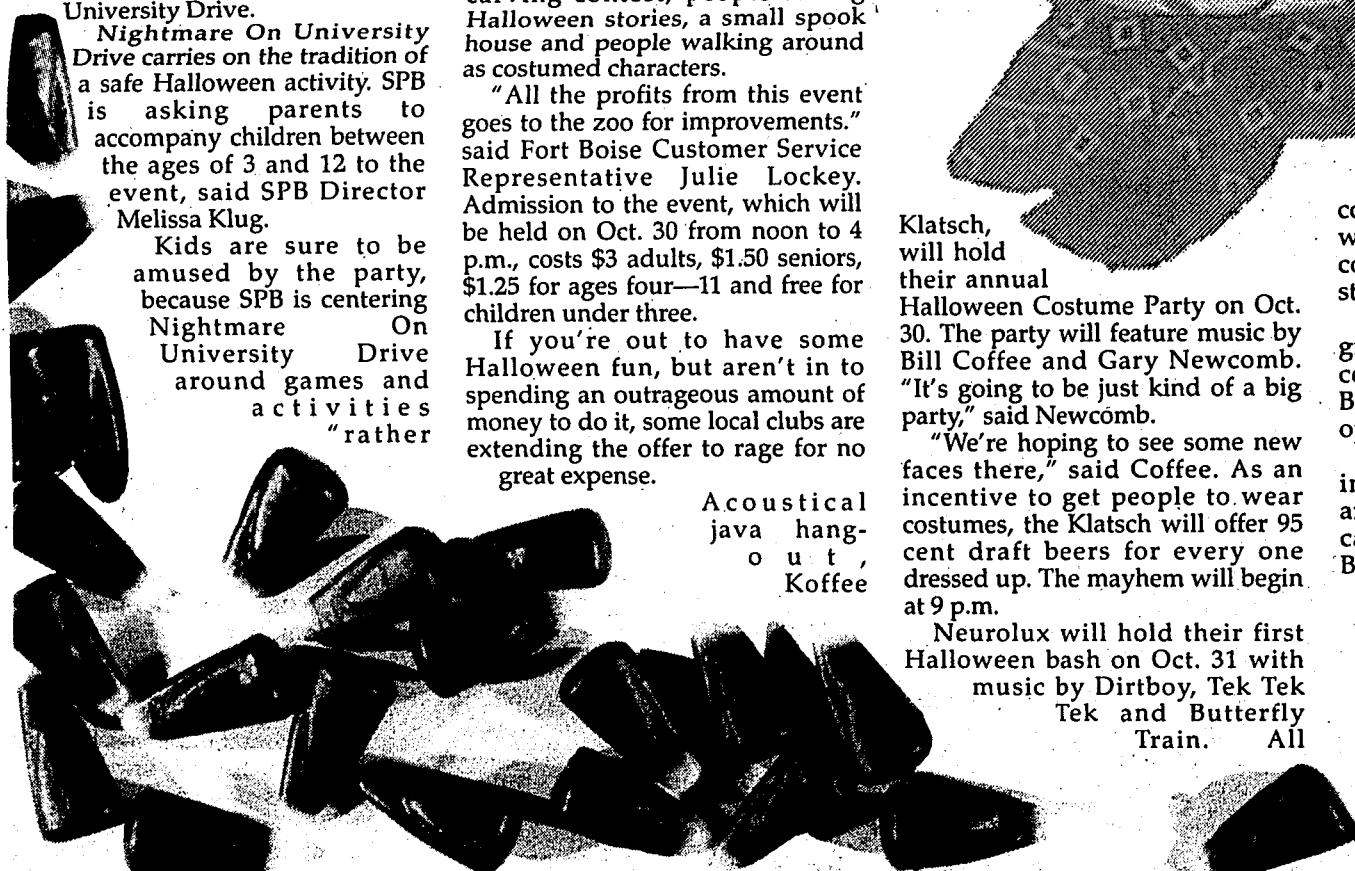 University Drive.
Nightmare On University
Drive carries on the tradition of
a safe Halloween activity. SPB
is asking parents to
accompany children between
the ages of 3 and 12 to the
event, said SPB Director
Melissa Klug.
Kids are sure to be
amused by the party,
because SPB is centering
Nightmare On
University Drive
around games and
activities
"rather
Halloween stories, a small spook
house and people walking around
as costumed characters.
"All the profits from this event
goes to the zoo for improvements."
said Fort Boise Customer Service
Representative Julie Lockey.
Admission to the event, which will
be held on Oct. 30 from noon to 4
p.m., costs $3 adults, $1.50 seniors,
$1.25 for ages four—11 and free for
children under three.
If you're out to have some
Halloween fun, but aren't in to
spending an outrageous amount of
money to do it, some local clubs are
extending the offer to rage for no
great expense.
Acoustical
java hang-
out,
Koffee
Klatsch,
will hold
their annual
Halloween Costume Party on Oct.
30. The party will feature music by
Bill Coffee and Gary Newcomb.
"It's going to be just kind of a big
party," said Newcomb.
"We're hoping to see some new
faces there," said Coffee. As an
incentive to get people to wear
costumes, the Klatsch will offer 95
cent draft beers for every one
dressed up. The mayhem will begin
at 9 p.m.
Neurolux will hold their first
Halloween bash on Oct. 31 with
music by Dirtboy, Tek Tek
Tek and Butterfly
Train. All